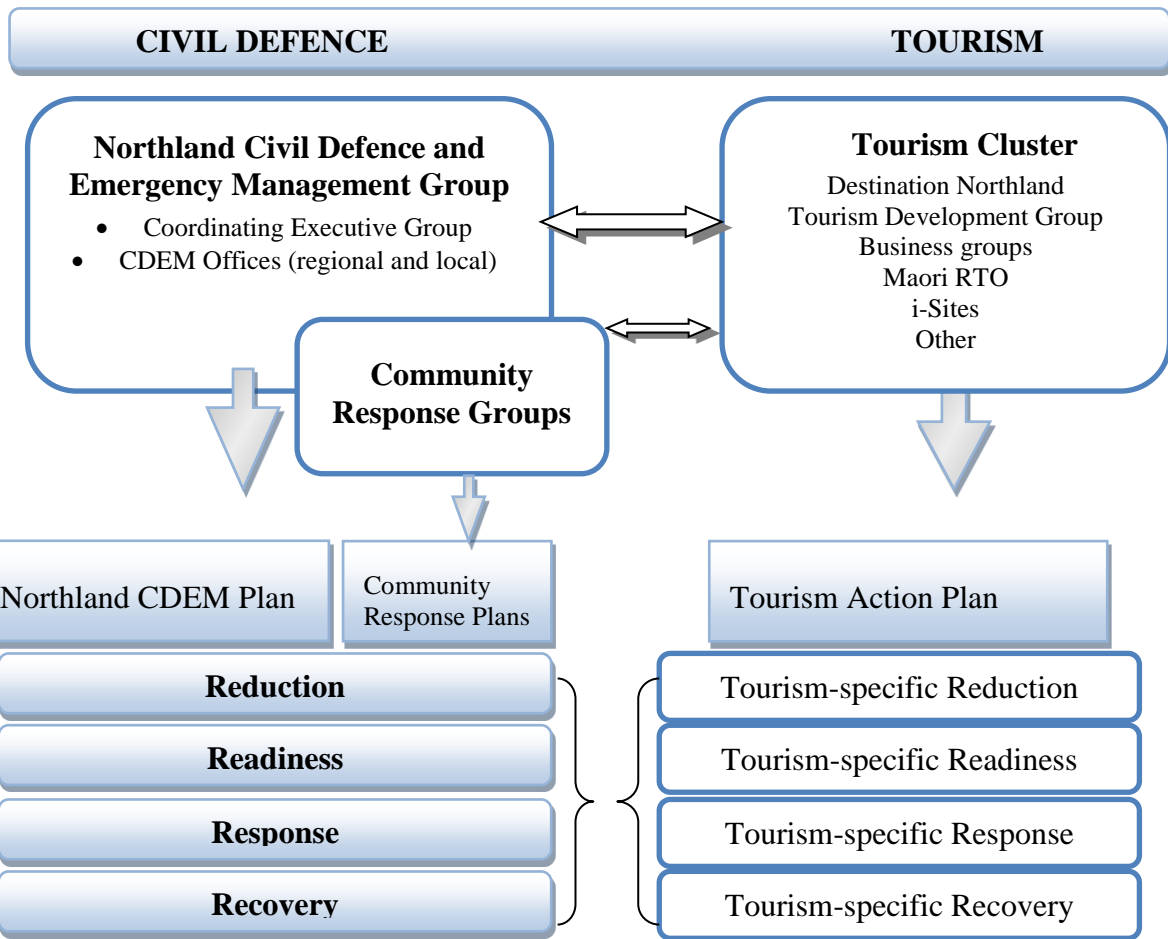 CIVIL DEFENCE
TOURISM
Northland Civil Defence and
Emergency Management Group
• Coordinating Executive Group
• CDEM Offices (regional and local)
Community
Response Groups
Tourism Cluster
Destination Northland
Tourism Development Group
Business groups
Maori RTO
i-Sites
Other
Northland CDEM Plan
Community
Response Plans
Tourism Action Plan
Reduction
Readiness
Response
Recovery
Tourism-specific Reduction
Tourism-specific Readiness
Tourism-specific Response
Tourism-specific Recovery